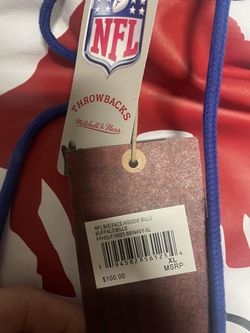 NFL
THROWBACKS
Mitchell & Ness
NFL BIG FACE HOODIE BILLS
BUFFALO BILLS
XL
MSRP
$100.00